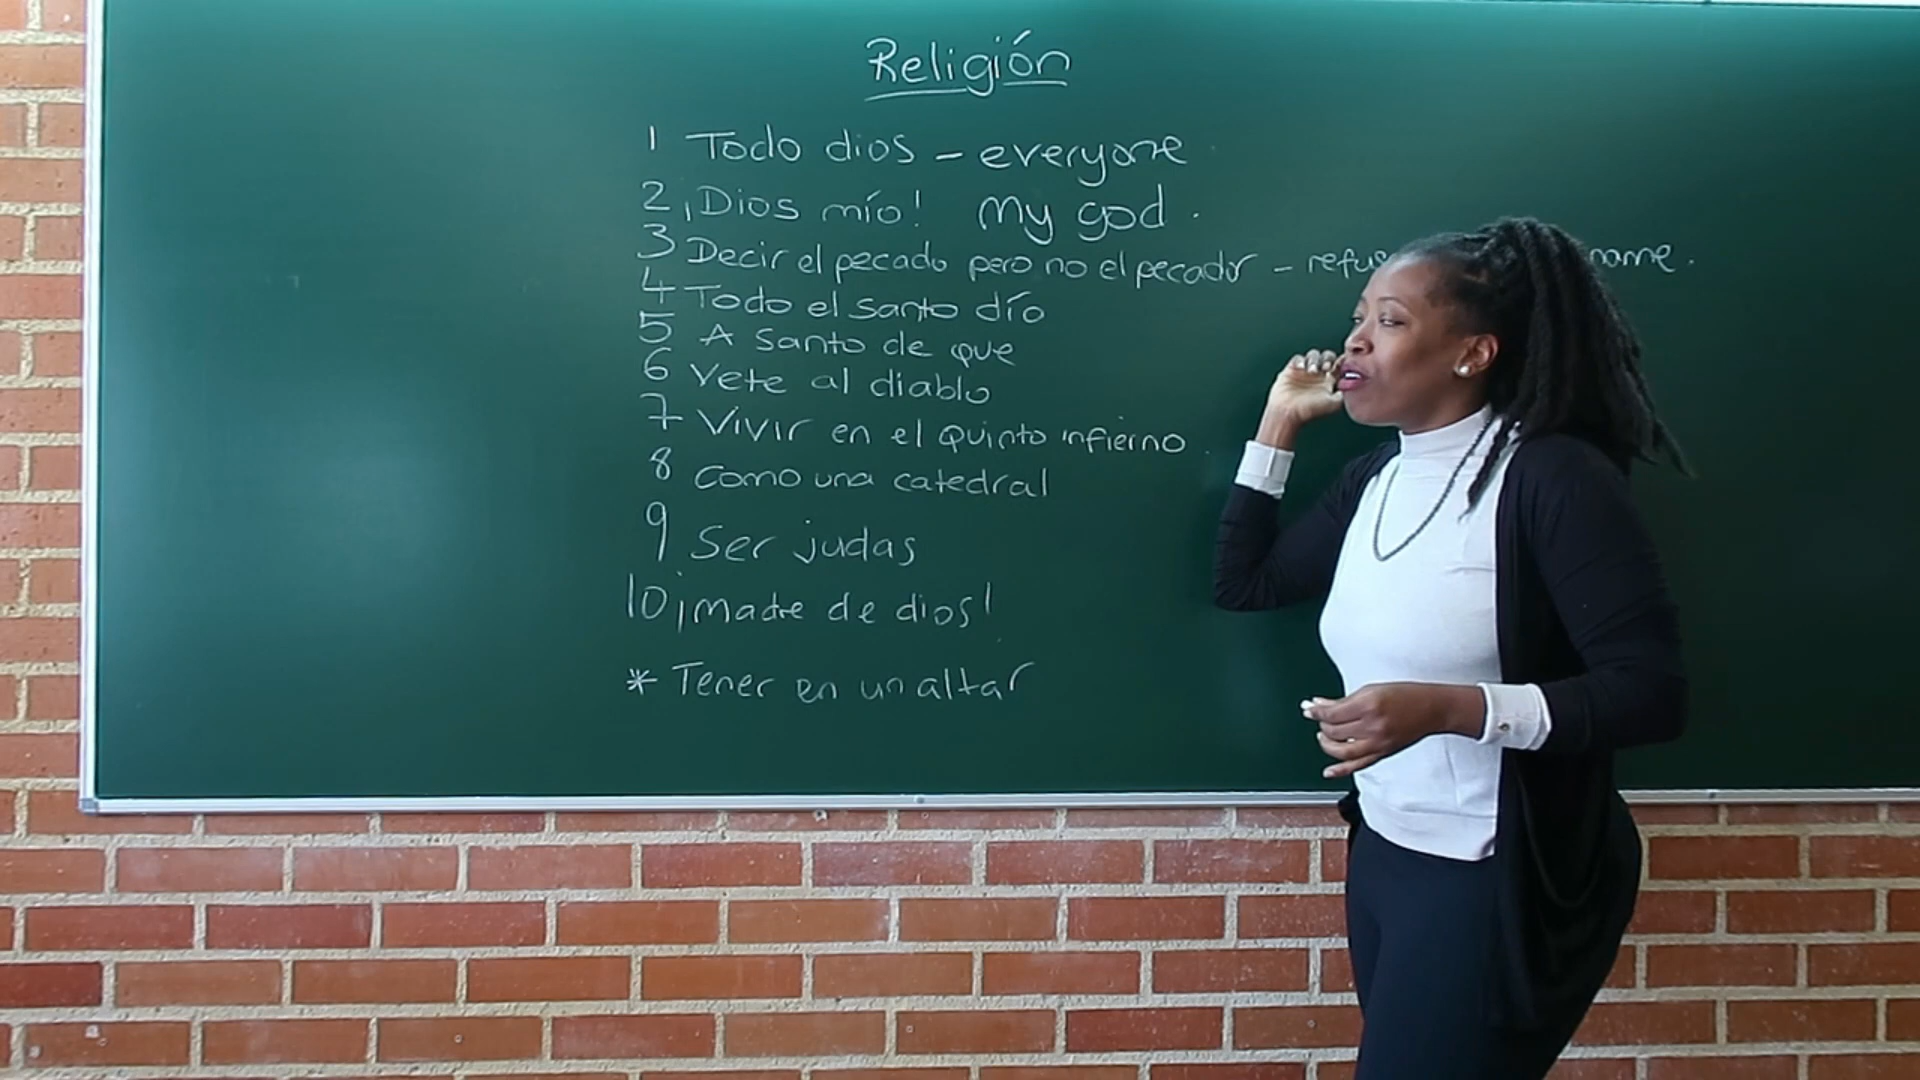 Religión
1 Todo dios - everyone
2 ¡Dios mío! My god.
3 Decir el pecado pero no el pecador - refus name.
4 Todo el santo dío
5 A santo de que
6 Vete al diablo
7 Vivir en el quinto infierno.
8 Como una catedral
9 Ser judas
10 ¡Madre de dios!
* Tener en un altar